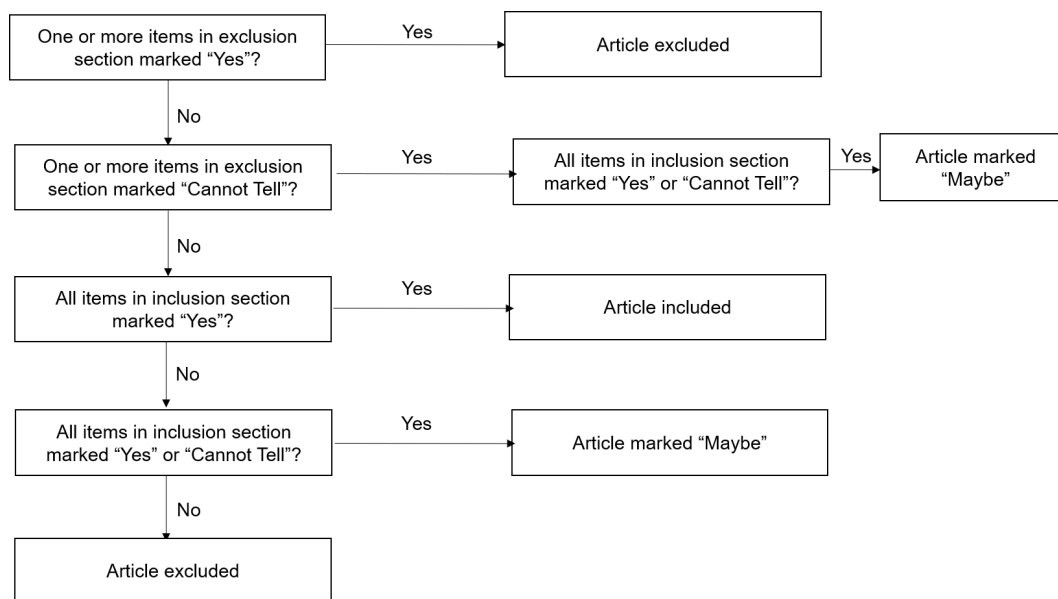 One or more items in exclusion
section marked “Yes”?
Yes
Article excluded
No
One or more items in exclusion
section marked “Cannot Tell”?
Yes
All items in inclusion section
marked “Yes” or “Cannot Tell”?
Yes
Article marked
“Maybe”
No
All items in inclusion section
marked “Yes”?
Yes
Article included
No
All items in inclusion section
marked “Yes” or “Cannot Tell”?
Yes
Article marked “Maybe”
No
Article excluded